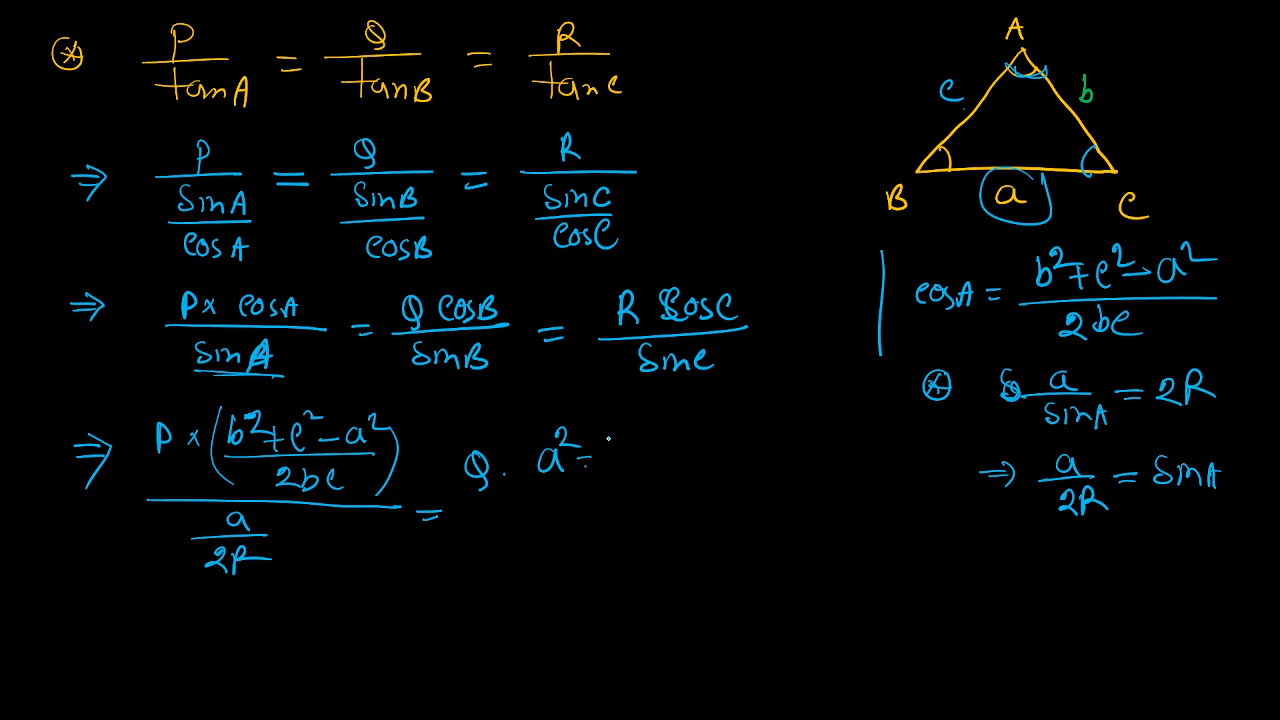 ⊛ P/tanA = Q/tanB = R/tanC
⇒ P/(sinA/cosA) = Q/(sinB/cosB) = R/(sinC/cosC)
⇒ P× cosA/sinA = Q cosB/sinB = R cosC/sinC
⇒ P × ((b²+c²-a²)/2bc)/(a/2R) = Q. a² -
A
c b
B a C
cosA = (b²+c²-a²)/2bc
⊛ a/sinA = 2R
⇒ a/2R = sinA